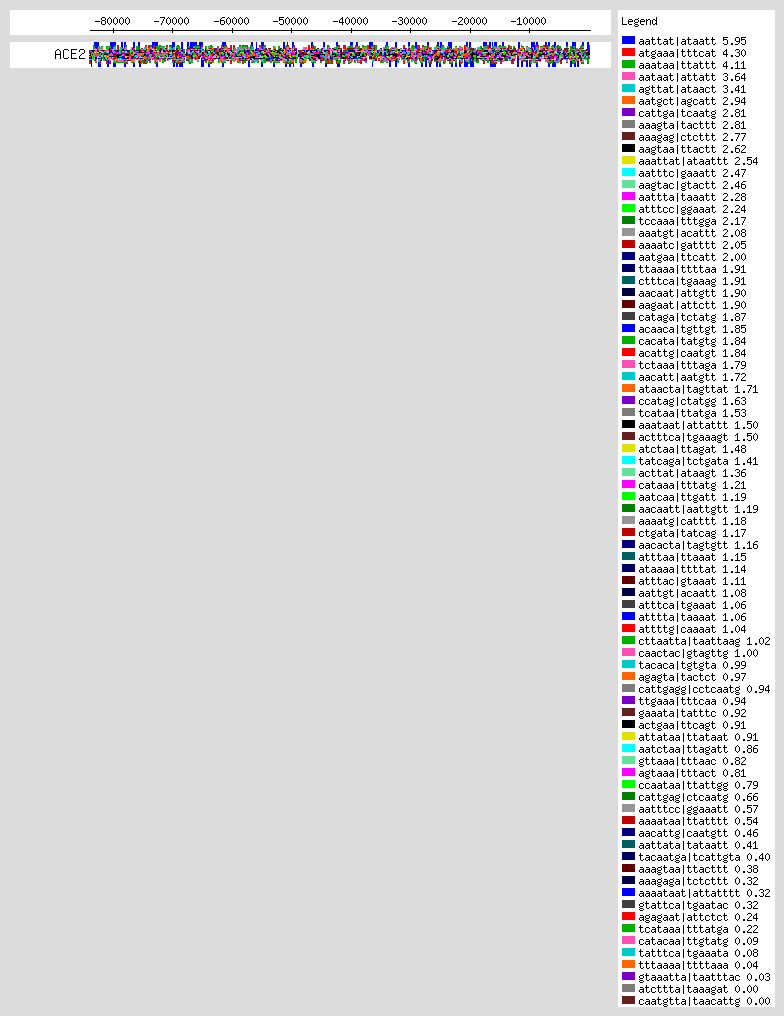 -80000 -70000 -60000 -50000 -40000 -30000 -20000 -10000
ACE2
Legend
aattat|ataatt 5.95
atgaaa|tttcat 4.30
aaataa|ttattt 4.11
aataat|attatt 3.64
agttat|ataact 3.41
aatgct|agcatt 2.94
cattga|tcaatg 2.81
aaagta|tacttt 2.81
aaagag|ctcttt 2.77
aagtaa|ttactt 2.62
aaattat|ataattt 2.54
aatttc|gaaatt 2.47
aagtac|gtactt 2.46
aattta|taaatt 2.28
atttcc|ggaaat 2.24
tccaaa|tttgga 2.17
aaatgt|acattt 2.08
aaaatc|gatttt 2.05
aatgaa|ttcatt 2.00
ttaaaa|ttttaa 1.91
ctttca|tgaaag 1.91
aacaat|attgtt 1.90
aagaat|attctt 1.90
cataga|tctatg 1.87
acaaca|tgttgt 1.85
cacata|tatgtg 1.84
acattg|caatgt 1.84
tctaaa|tttaga 1.79
aacatt|aatgtt 1.72
ataacta|tagttat 1.71
ccatag|ctatgg 1.63
tcataa|ttatga 1.53
aaataat|attattt 1.50
actttca|tgaaagt 1.50
atctaa|ttagat 1.48
tatcaga|tctgata 1.41
acttat|ataagt 1.36
cataaa|tttatg 1.21
aatcaa|ttgatt 1.19
aacaatt|aattgtt 1.19
aaaatg|catttt 1.18
ctgata|tatcag 1.17
aacacta|tagtgtt 1.16
atttaa|ttaaat 1.15
ataaaa|ttttat 1.14
atttac|gtaaat 1.11
aattgt|acaatt 1.08
atttca|tgaaat 1.06
atttta|taaaat 1.06
attttg|caaaat 1.04
cttaatta|taattaag 1.02
caactac|gtagttg 1.00
tacaca|tgtgta 0.99
agagta|tactct 0.97
cattgagg|cctcaatg 0.94
ttgaaa|tttcaa 0.94
gaaata|tatttc 0.92
actgaa|ttcagt 0.91
attataa|ttataat 0.91
aatctaa|ttagatt 0.86
gttaaa|tttaac 0.82
agtaaa|tttact 0.81
ccaataa|ttattgg 0.79
cattgag|ctcaatg 0.66
aatttcc|ggaaatt 0.57
aaaataa|ttatttt 0.54
aacattg|caatgtt 0.46
aattata|tataatt 0.41
tacaatga|tcattgta 0.40
aaagtaa|ttacttt 0.38
aaagaga|tctcttt 0.32
aaaataat|attatttt 0.32
gtattca|tgaatac 0.32
agagaat|attctct 0.24
tcataaa|tttatga 0.22
catacaa|ttgtatg 0.09
tatttca|tgaaata 0.08
tttaaaa|ttttaaa 0.04
gtaaatta|taatttac 0.03
atcttta|taaagat 0.00
caatgtta|taacattg 0.00